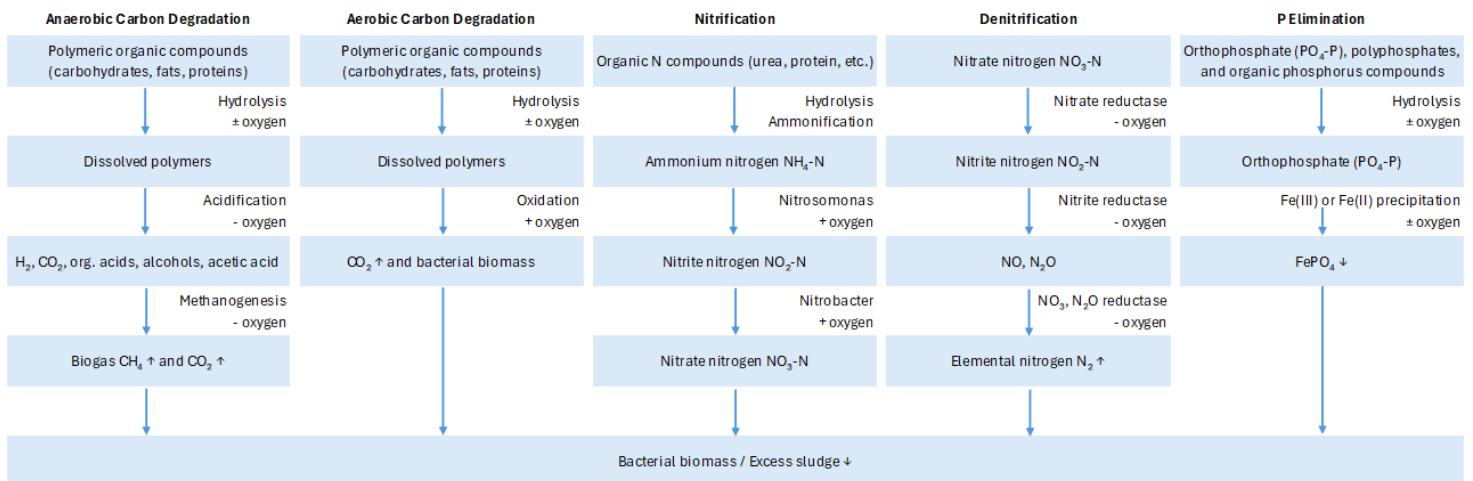 Anaerobic Carbon Degradation
Polymeric organic compounds
(carbohydrates, fats, proteins)
Hydrolysis
± oxygen
Dissolved polymers
Acidification
- oxygen
H₂, CO₂, org. acids, alcohols, acetic acid
Methanogenesis
- oxygen
Biogas CH₄ ↑ and CO₂ ↑
Aerobic Carbon Degradation
Polymeric organic compounds
(carbohydrates, fats, proteins)
Hydrolysis
± oxygen
Dissolved polymers
Oxidation
+ oxygen
CO₂ ↑ and bacterial biomass
Nitrification
Organic N compounds (urea, protein, etc.)
Hydrolysis
Ammonification
Ammonium nitrogen NH₄-N
Nitrosomonas
+ oxygen
Nitrite nitrogen NO₂-N
Nitrobacter
+ oxygen
Nitrate nitrogen NO₃-N
Denitrification
Nitrate nitrogen NO₃-N
Nitrate reductase
- oxygen
Nitrite nitrogen NO₂-N
Nitrite reductase
- oxygen
NO, N₂O
NO₃, N₂O reductase
- oxygen
Elemental nitrogen N₂ ↑
P Elimination
Orthophosphate (PO₄-P), polyphosphates,
and organic phosphorus compounds
Hydrolysis
± oxygen
Orthophosphate (PO₄-P)
Fe(III) or Fe(II) precipitation
± oxygen
FePO₄ ↓
Bacterial biomass / Excess sludge ↓